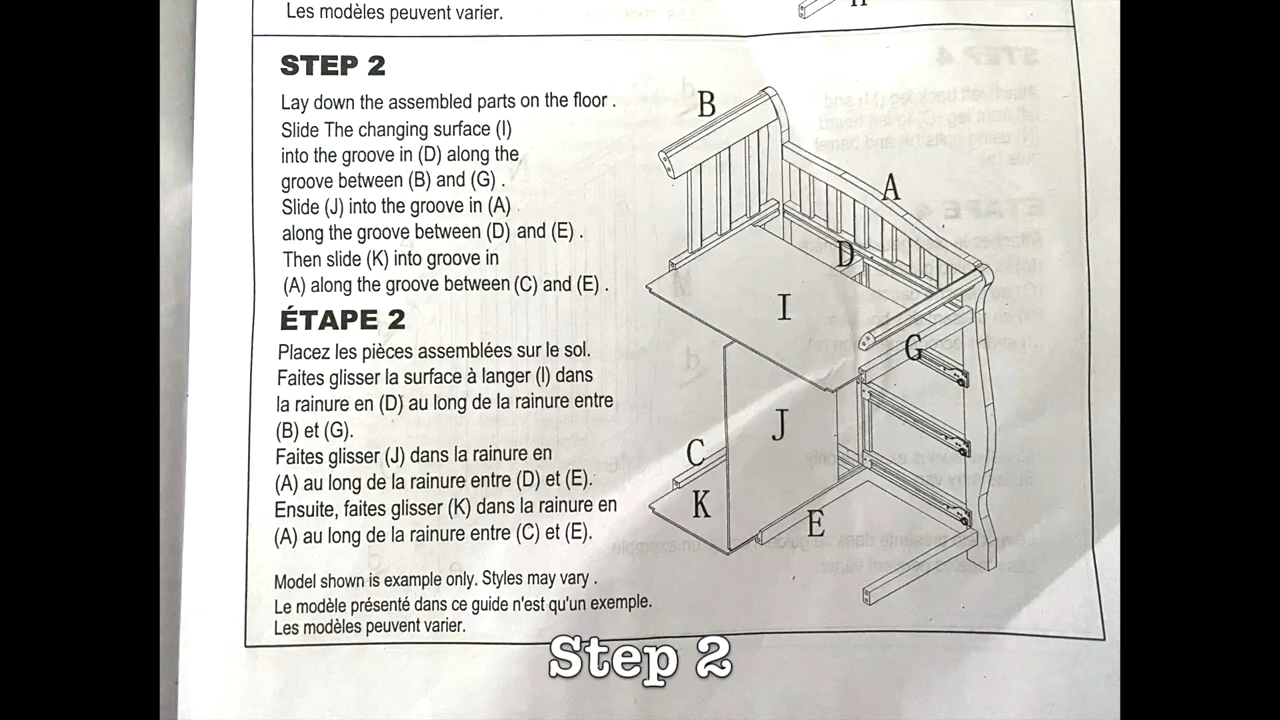 Les modèles peuvent varier.
STEP 2
Lay down the assembled parts on the floor .
Slide The changing surface (I)
into the groove in (D) along the
groove between (B) and (G) .
Slide (J) into the groove in (A)
along the groove between (D) and (E) .
Then slide (K) into groove in
(A) along the groove between (C) and (E) .
ÉTAPE 2
Placez les pièces assemblées sur le sol.
Faites glisser la surface à langer (I) dans
la rainure en (D) au long de la rainure entre
(B) et (G).
Faites glisser (J) dans la rainure en
(A) au long de la rainure entre (D) et (E).
Ensuite, faites glisser (K) dans la rainure en
(A) au long de la rainure entre (C) et (E).
Model shown is example only. Styles may vary .
Le modèle présenté dans ce guide n'est qu'un exemple.
Les modèles peuvent varier.
B
A
D
I
G
J
C
K
E
Step 2